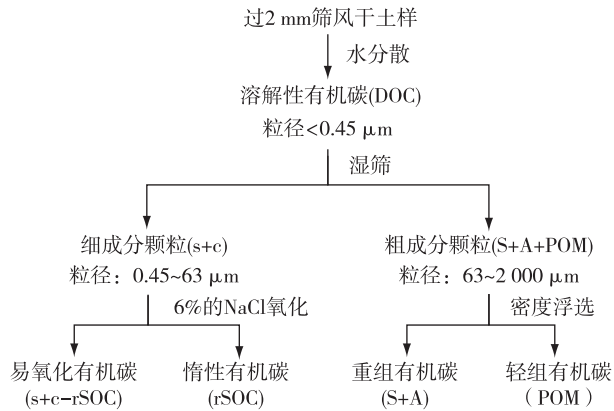 过2 mm筛风干土样
水分散
溶解性有机碳(DOC)
粒径<0.45 μm
湿筛
细成分颗粒(s+c)
粒径：0.45~63 μm
粗成分颗粒(S+A+POM)
粒径：63~2 000 μm
6%的NaCl氧化
密度浮选
易氧化有机碳
(s+c-rSOC)
惰性有机碳
(rSOC)
重组有机碳
(S+A)
轻组有机碳
（POM）